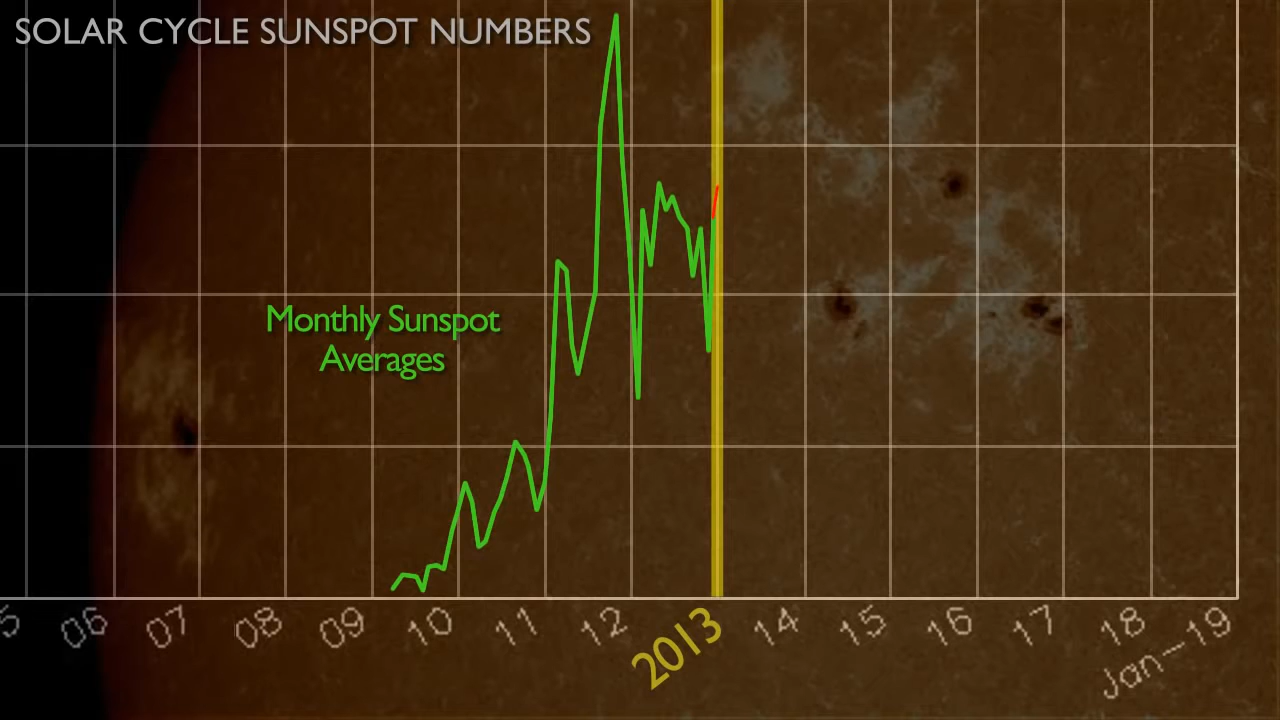 SOLAR CYCLE SUNSPOT NUMBERS
Monthly Sunspot
Averages
5 06 07 08 09 10 11 12 2013 14 15 16 17 18 Jan-19